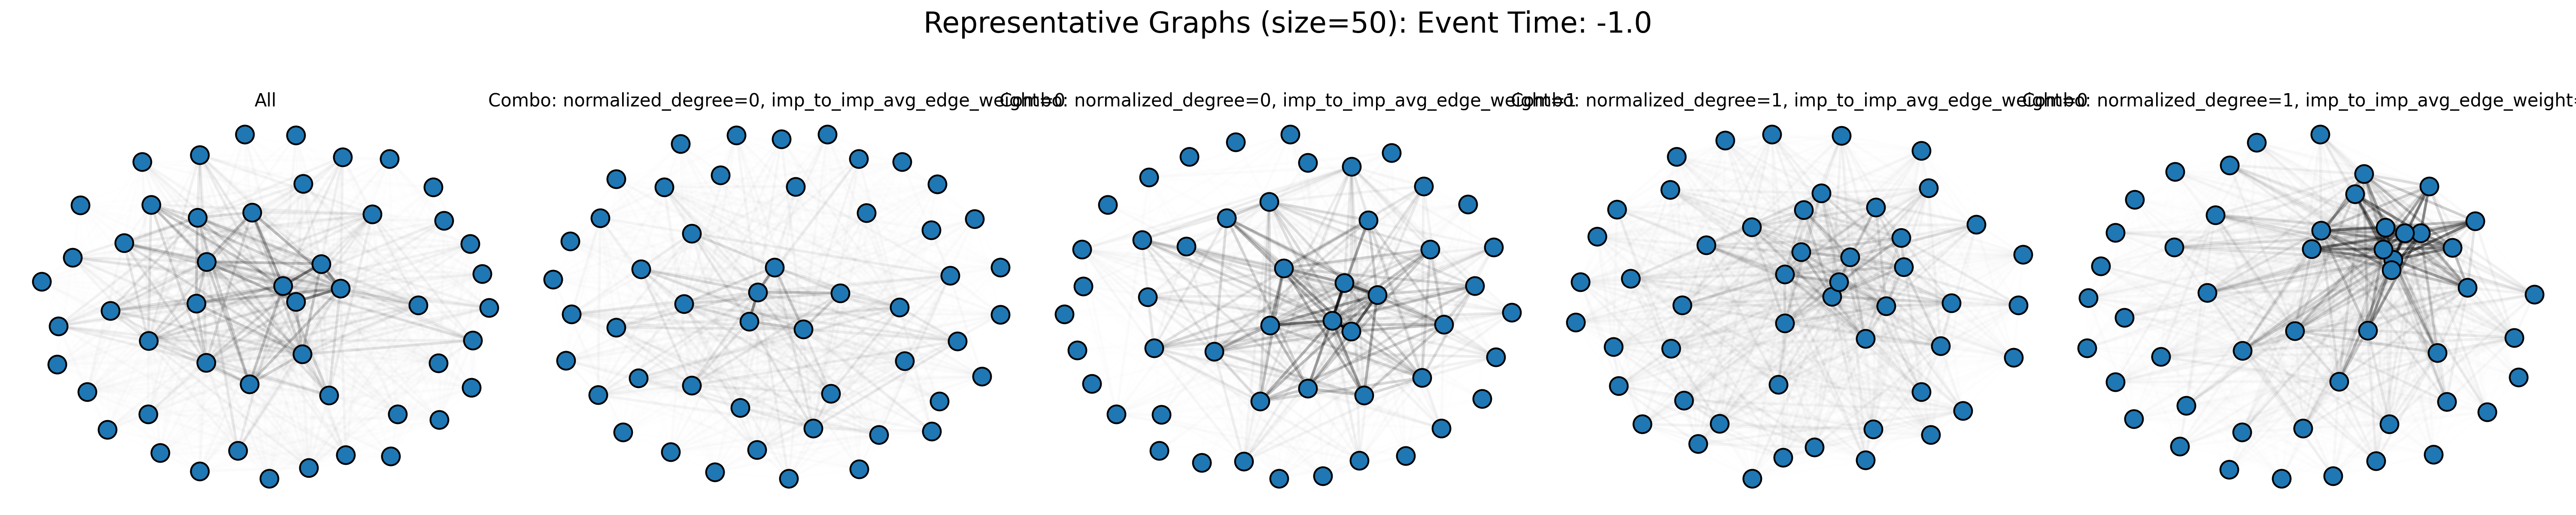 Representative Graphs (size=50): Event Time: -1.0
All
Combo: normalized_degree=0, imp_to_imp_avg_edge_weight=0
Combo: normalized_degree=0, imp_to_imp_avg_edge_weight=1
Combo: normalized_degree=1, imp_to_imp_avg_edge_weight=0
Combo: normalized_degree=1, imp_to_imp_avg_edge_weight=